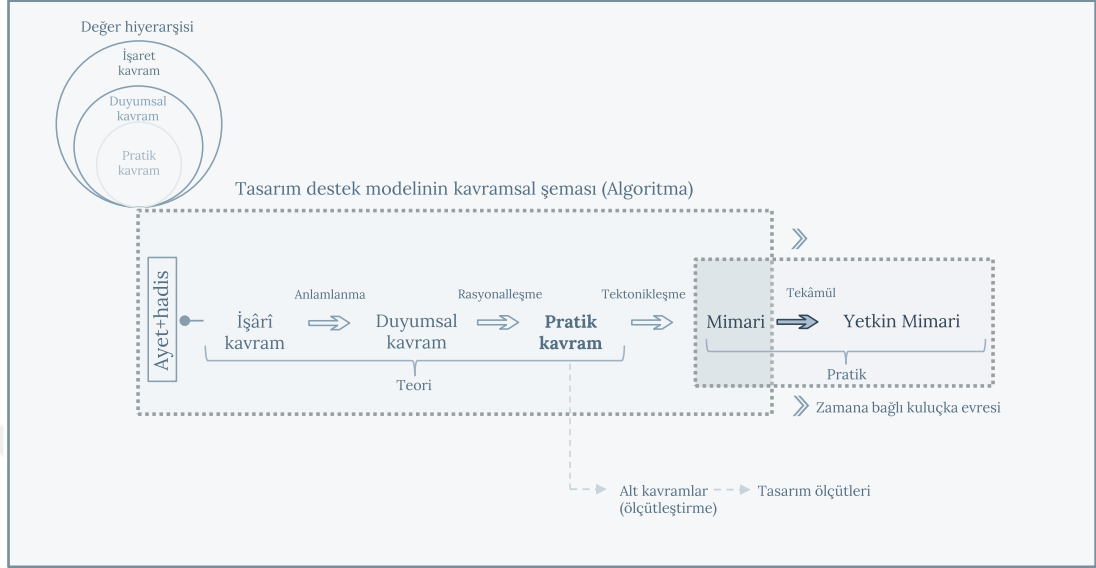 Değer hiyerarşisi
İşaret
kavram
Duyumsal
kavram
Pratik
kavram
Tasarım destek modelinin kavramsal şeması (Algoritma)
Ayet+hadis
İşârî
kavram
Anlamlanma
Duyumsal
kavram
Rasyonalleşme
Pratik
kavram
Tektonikleşme
Mimari
Tekâmül
Yetkin Mimari
Teori
Pratik
Zamana bağlı kuluçka evresi
Alt kavramlar
(ölçütleştirme)
Tasarım ölçütleri